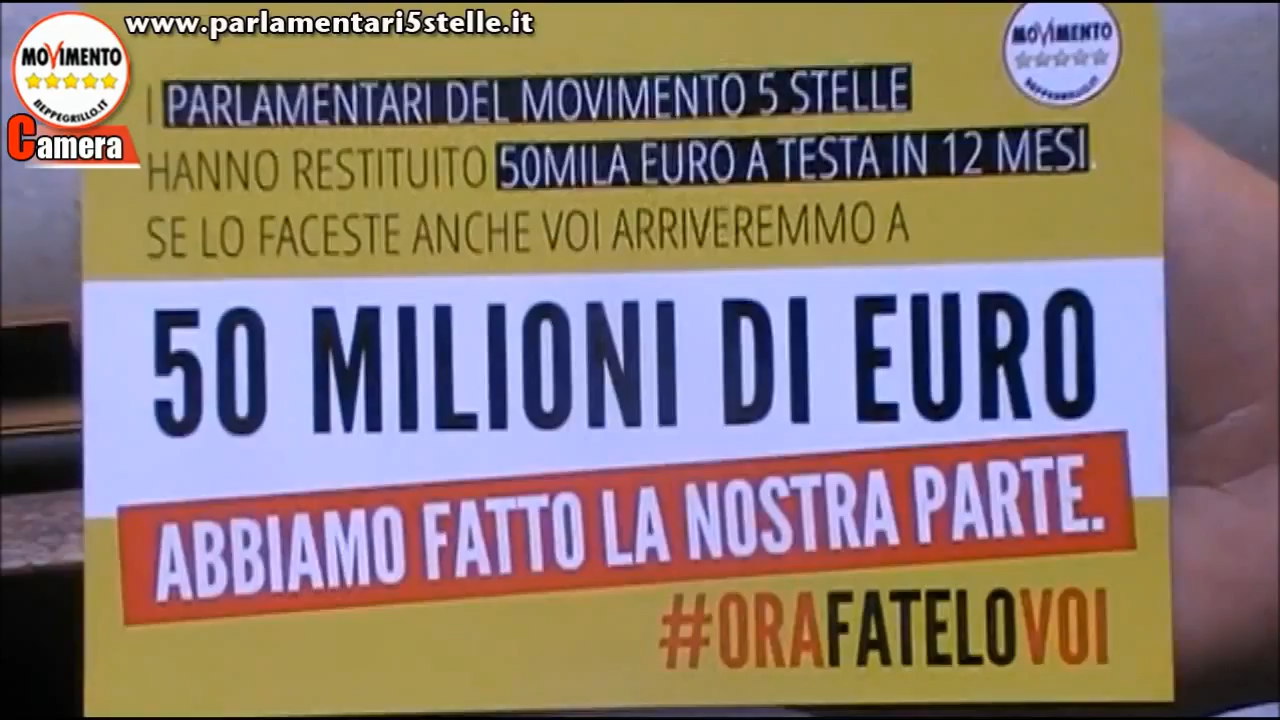 www.parlamentari5stelle.it
MOVIMENTO
BEPPEGRILLO.IT
Camera
MOVIMENTO
BEPPEGRILLO.IT
I PARLAMENTARI DEL MOVIMENTO 5 STELLE
HANNO RESTITUITO 50MILA EURO A TESTA IN 12 MESI.
SE LO FACESTE ANCHE VOI ARRIVEREMMO A
50 MILIONI DI EURO
ABBIAMO FATTO LA NOSTRA PARTE.
#ORAFATELOVOI